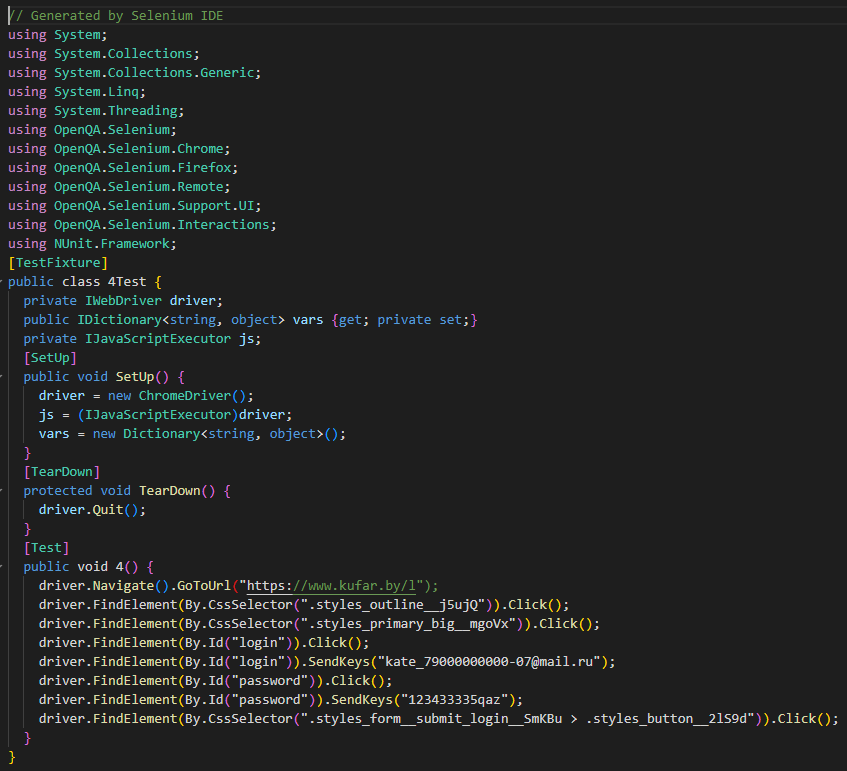 // Generated by Selenium IDE
using System;
using System.Collections;
using System.Collections.Generic;
using System.Linq;
using System.Threading;
using OpenQA.Selenium;
using OpenQA.Selenium.Chrome;
using OpenQA.Selenium.Firefox;
using OpenQA.Selenium.Remote;
using OpenQA.Selenium.Support.UI;
using OpenQA.Selenium.Interactions;
using NUnit.Framework;
[TestFixture]
public class 4Test {
  private IWebDriver driver;
  public IDictionary<string, object> vars {get; private set;}
  private IJavaScriptExecutor js;
  [SetUp]
  public void SetUp() {
    driver = new ChromeDriver();
    js = (IJavaScriptExecutor)driver;
    vars = new Dictionary<string, object>();
  }
  [TearDown]
  protected void TearDown() {
    driver.Quit();
  }
  [Test]
  public void 4() {
    driver.Navigate().GoToUrl("https://www.kufar.by/l");
    driver.FindElement(By.CssSelector(".styles_outline__j5ujQ")).Click();
    driver.FindElement(By.CssSelector(".styles_primary_big__mgoVx")).Click();
    driver.FindElement(By.Id("login")).Click();
    driver.FindElement(By.Id("login")).SendKeys("kate_79000000000-07@mail.ru");
    driver.FindElement(By.Id("password")).Click();
    driver.FindElement(By.Id("password")).SendKeys("123433335qaz");
    driver.FindElement(By.CssSelector(".styles_form__submit_login__SmKBu > .styles_button__2lS9d")).Click();
  }
}